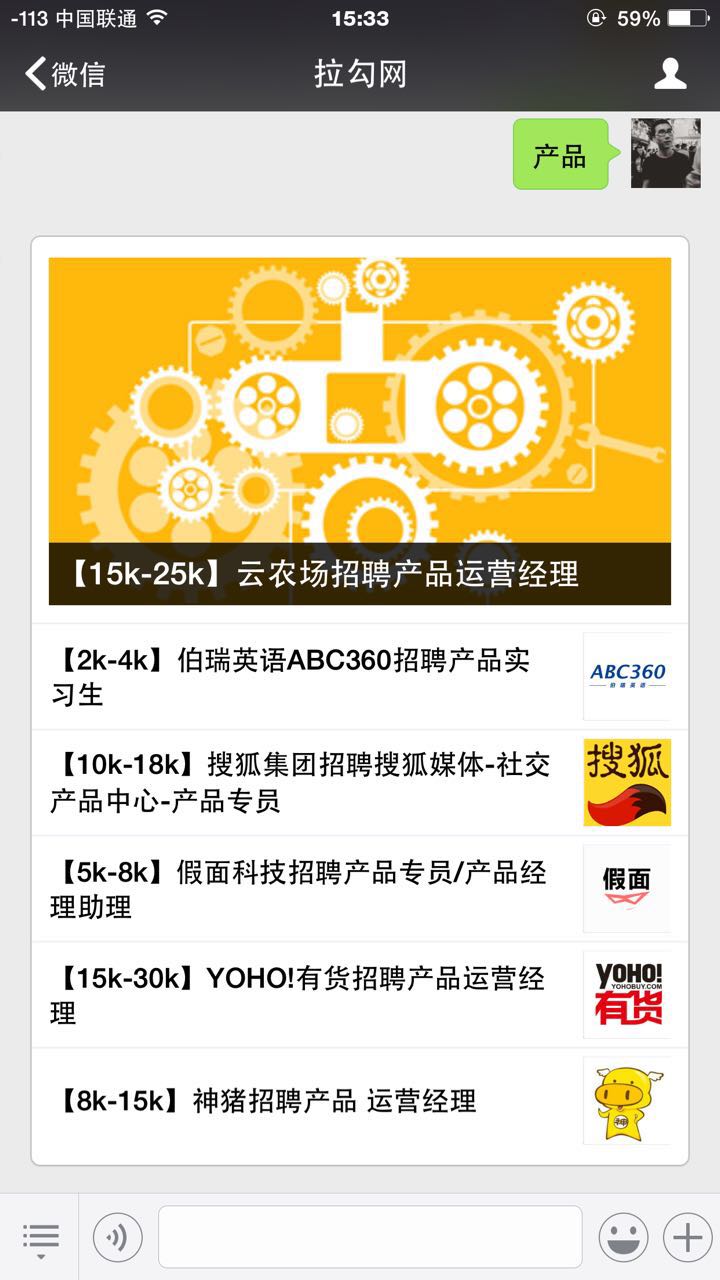 -113 中国联通 15:33 59%
微信 拉勾网
产品
【15k-25k】云农场招聘产品运营经理
【2k-4k】伯瑞英语ABC360招聘产品实
习生
ABC360
伯瑞英语
【10k-18k】搜狐集团招聘搜狐媒体-社交
产品中心-产品专员
搜狐
【5k-8k】假面科技招聘产品专员/产品经
理助理
假面
【15k-30k】YOHO!有货招聘产品运营经
理
YOHO!
YOHOBUY.COM
有货
【8k-15k】神猪招聘产品 运营经理
神